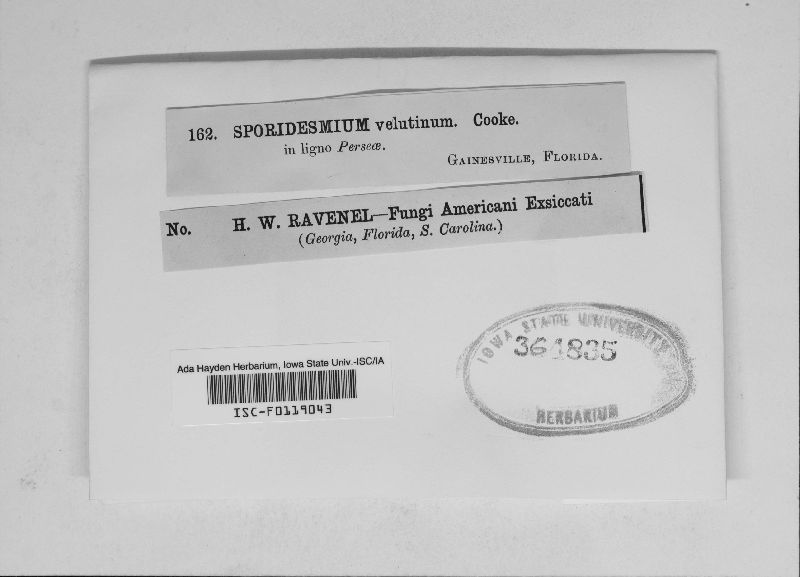 162. SPORIDESMIUM velutinum. Cooke.
in ligno Perseæ.
GAINESVILLE, FLORIDA.
No. H. W. RAVENEL—Fungi Americani Exsiccati
(Georgia, Florida, S. Carolina.)
Ada Hayden Herbarium, Iowa State Univ.-ISC/IA
ISC-F0119043
IOWA STATE UNIVERSITY
361835
HERBARIUM